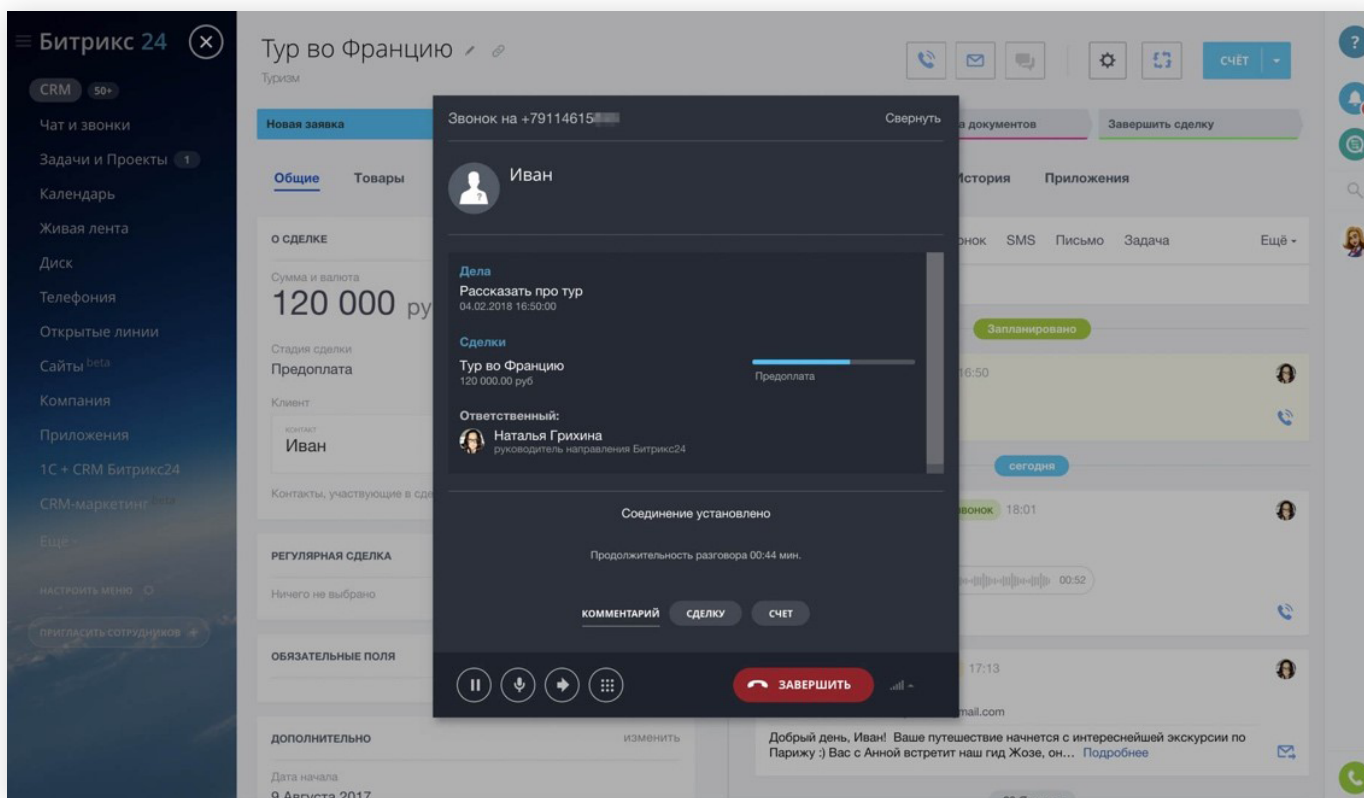 Битрикс 24
CRM 50+
Чат и звонки
Задачи и Проекты 1
Календарь
Живая лента
Диск
Телефония
Открытые линии
Сайты beta
Компания
Приложения
1С + CRM Битрикс24
CRM-маркетинг beta
Ещё
НАСТРОИТЬ МЕНЮ
ПРИГЛАСИТЬ СОТРУДНИКОВ +
Тур во Францию
Туризм
СЧЁТ
Новая заявка
а документов
Завершить сделку
Общие Товары
История Приложения
О СДЕЛКЕ
Сумма и валюта
120 000 ру
Стадия сделки
Предоплата
Клиент
КОНТАКТ
Иван
Контакты, участвующие в сде
РЕГУЛЯРНАЯ СДЕЛКА
Ничего не выбрано
ОБЯЗАТЕЛЬНЫЕ ПОЛЯ
ДОПОЛНИТЕЛЬНО изменить
Дата начала
9 Августа 2017
Звонок на +79114615
Свернуть
Иван
Дела
Рассказать про тур
04.02.2018 16:50:00
Сделки
Тур во Францию
120 000.00 руб
Предоплата
Ответственный:
Наталья Грихина
руководитель направления Битрикс24
Соединение установлено
Продолжительность разговора 00:44 мин.
КОММЕНТАРИЙ СДЕЛКУ СЧЕТ
ЗАВЕРШИТЬ
онок SMS Письмо Задача Ещё
Запланировано
16:50
сегодня
звонок 18:01
00:52
17:13
mail.com
Добрый день, Иван! Ваше путешествие начнется с интереснейшей экскурсии по
Парижу :) Вас с Анной встретит наш гид Жозе, он... Подробнее